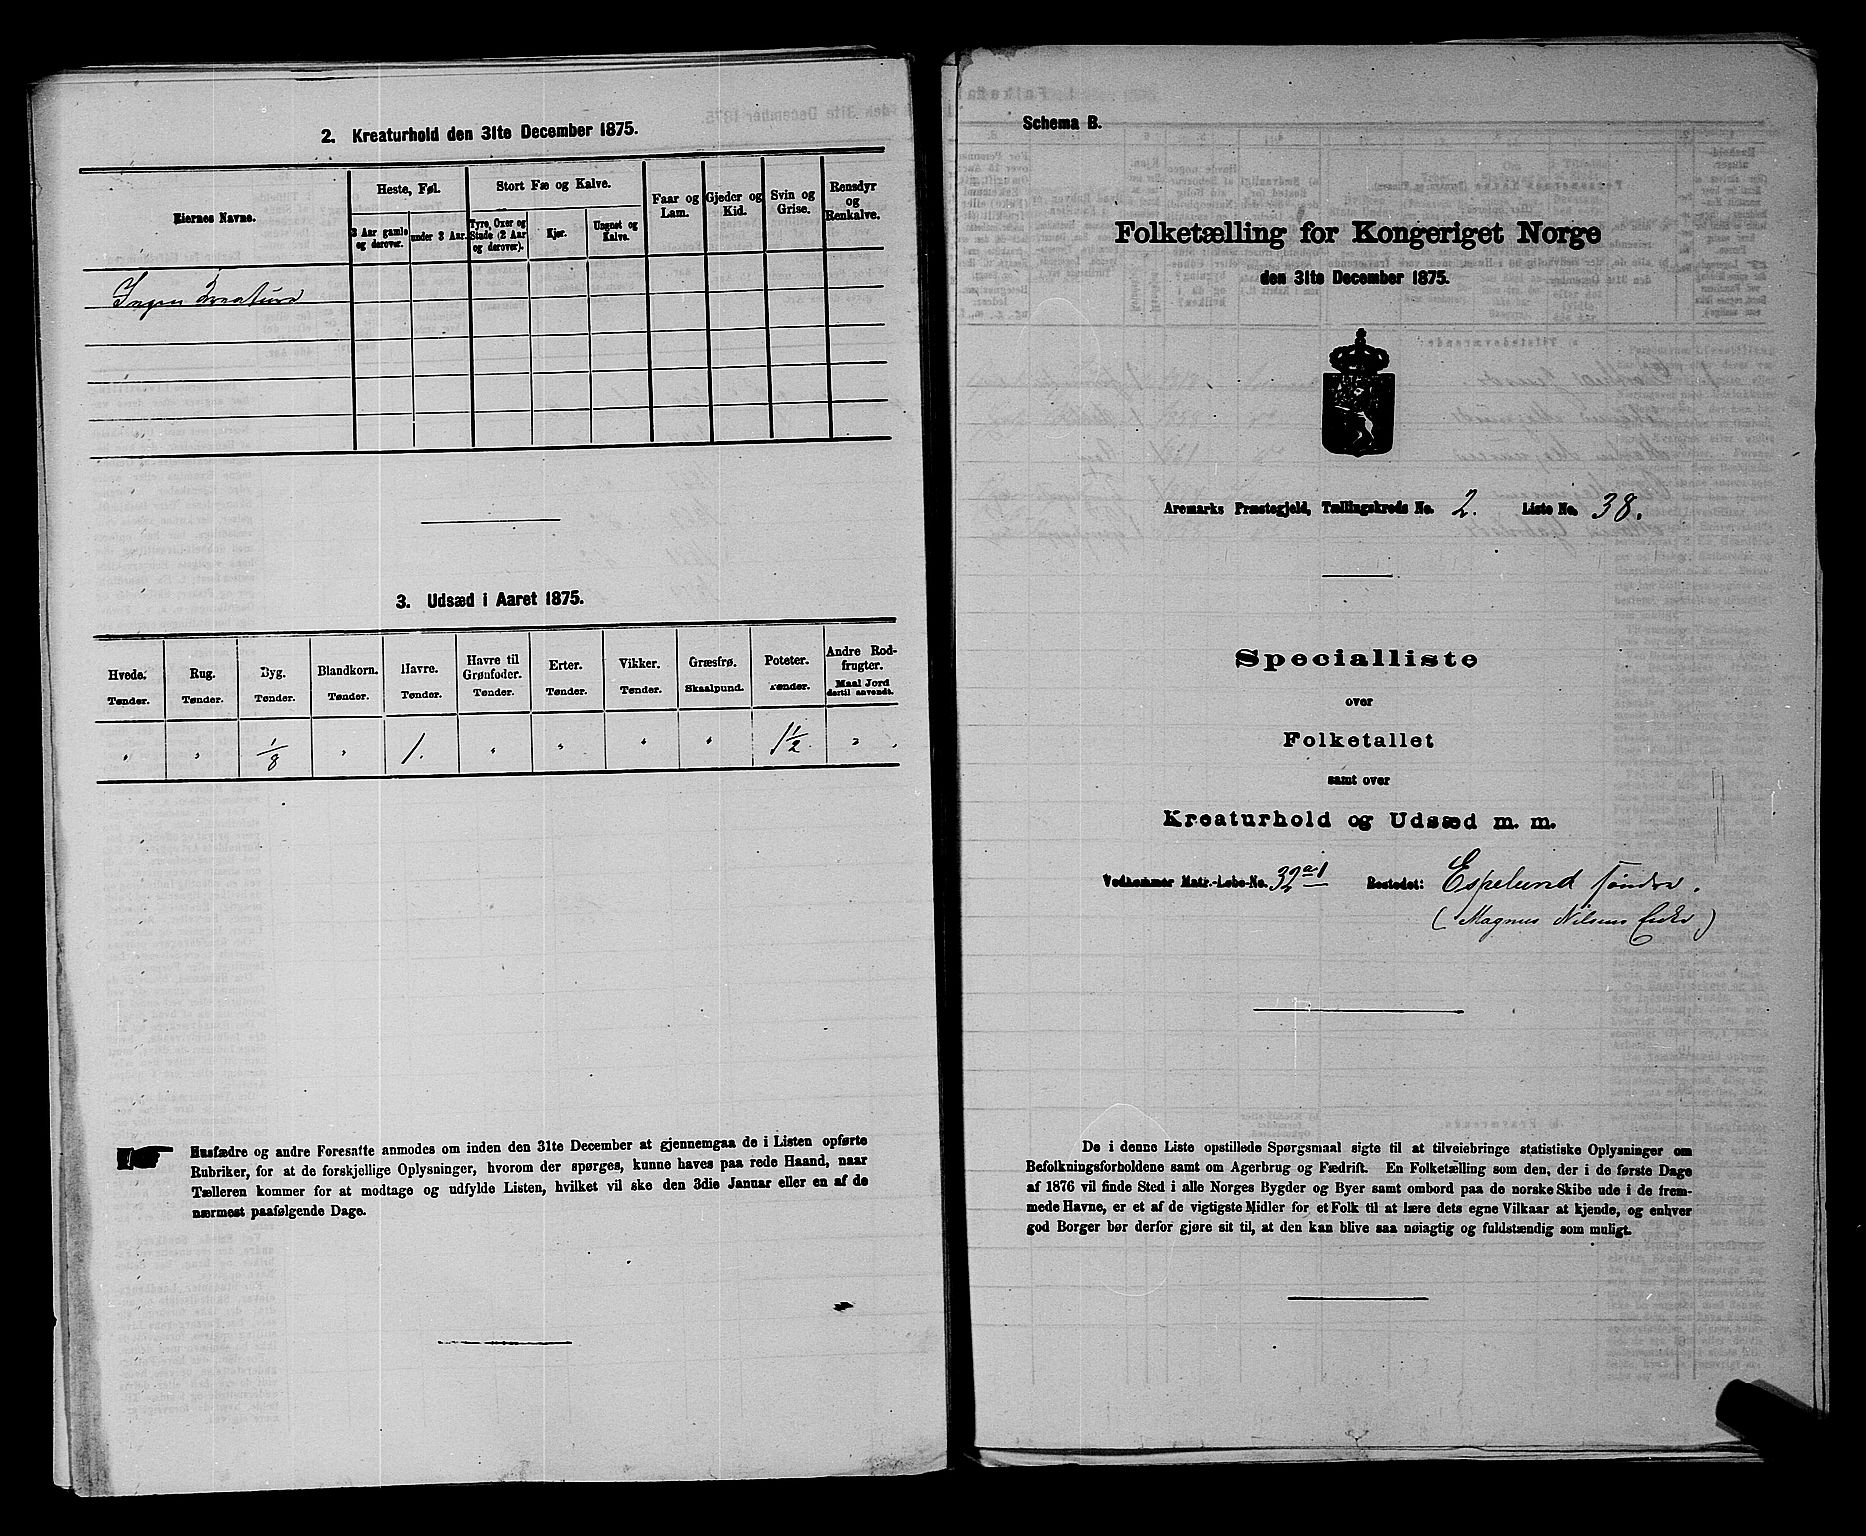 2. Kreaturhold den 31te December 1875.
Eiernes Navne.
Heste, Føl.
3 Aar gamle og derover.
under 3 Aar.
Stort Fæ og Kalve.
Tyre, Oxer og Stude (2 Aar og derover).
Kjør.
Ungnøt og Kalve.
Faar og Lam.
Gjeder og Kid.
Svin og Grise.
Rensdyr og Renkalve.
Ingen Kreature
3. Udsæd i Aaret 1875.
Hvede. Rug. Byg. Blandkorn. Havre. Havre til Grønfoder. Erter. Vikker. Græsfrø. Poteter. Andre Rodfrugter.
Tønder. Tønder. Tønder. Tønder. Tønder. Tønder. Tønder. Tønder. Skaalpund. Tønder. Maal Jord dertil anvendt.
" " 1/8 " 1. " " " " 1 1/2 "
Husfædre og andre Foresatte anmodes om inden den 31te December at gjennemgaa de i Listen opførte
Rubriker, for at de forskjellige Oplysninger, hvorom der spørges, kunne haves paa rede Haand, naar
Tælleren kommer for at modtage og udfylde Listen, hvilket vil ske den 3die Januar eller en af de
nærmest paafølgende Dage.
Schema B.
Folketælling for Kongeriget Norge
den 31te December 1875.
Aremarks Præstegjeld, Tællingskreds No. 2. Liste No. 38.
Specialliste
over
Folketallet
samt over
Kreaturhold og Udsæd m. m.
Vedkommer Matr.-Løbe-No. 32 a 1 Bostedet: Espelund søndre.
(Magnus Nilsens Enke)
De i denne Liste opstillede Spørgsmaal sigte til at tilveiebringe statistiske Oplysninger om
Befolkningsforholdene samt om Agerbrug og Fædrift. En Folketælling som den, der i de første Dage
af 1876 vil finde Sted i alle Norges Bygder og Byer samt ombord paa de norske Skibe ude i de frem-
mede Havne, er et af de vigtigste Midler for et Folk til at lære dets egne Vilkaar at kjende, og enhver
god Borger bør derfor gjøre sit til, at den kan blive saa nøiagtig og fuldstændig som muligt.